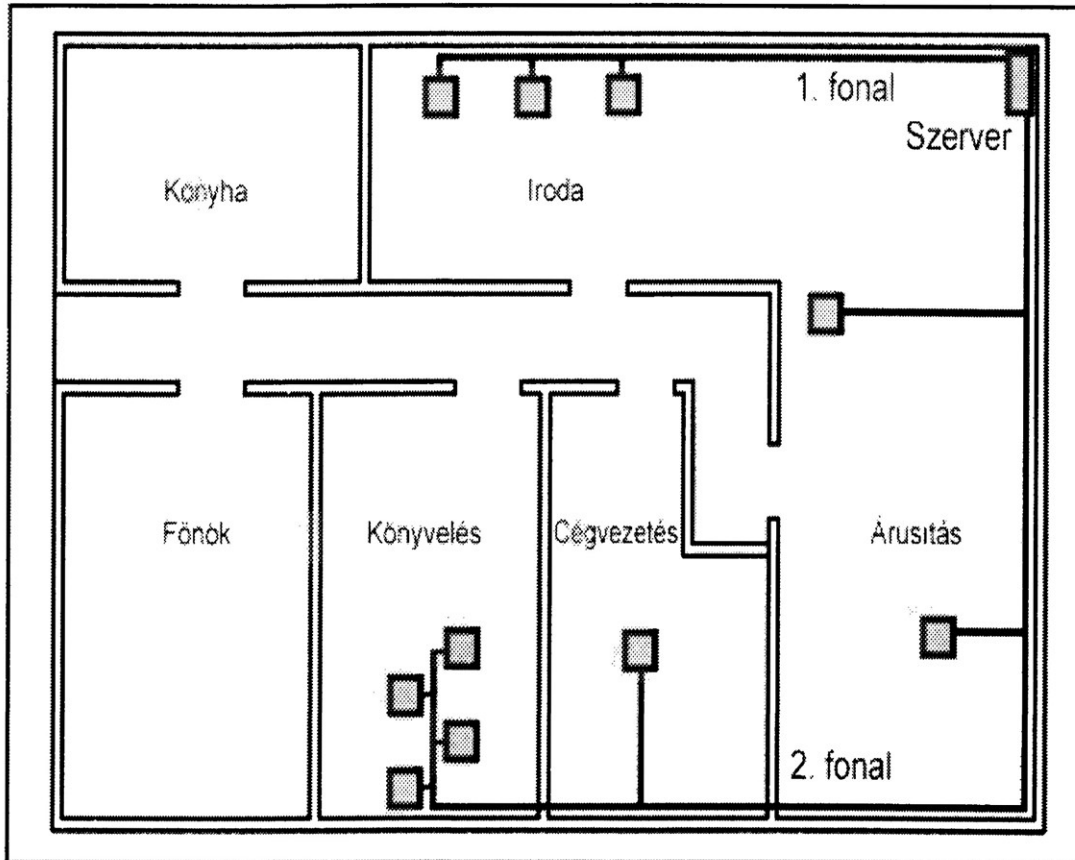 1. fonal
Szerver
Konyha
Iroda
Főnök
Könyvelés
Cégvezetés
Árusítás
2. fonal